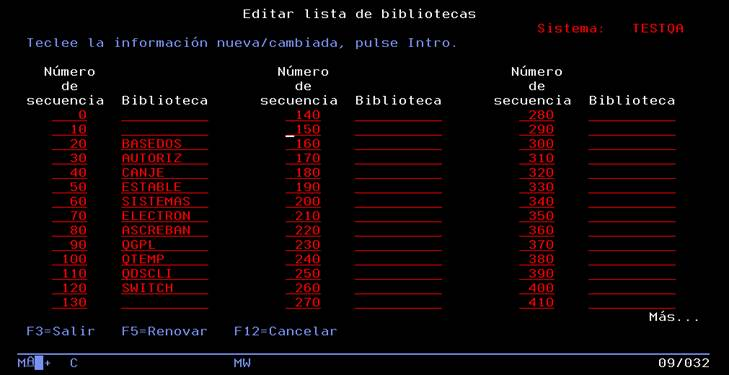 Editar lista de bibliotecas
Sistema: TESTQA
Teclee la información nueva/cambiada, pulse Intro.
Número Número Número
de de de
secuencia Biblioteca secuencia Biblioteca secuencia Biblioteca
0 140 280
10 150 290
20 BASEDOS 160 300
30 AUTORIZ 170 310
40 CANJE 180 320
50 ESTABLE 190 330
60 SISTEMAS 200 340
70 ELECTRON 210 350
80 ASCREBAN 220 360
90 QGPL 230 370
100 QTEMP 240 380
110 QDSCLI 250 390
120 SWITCH 260 400
130 270 410
Más...
F3=Salir F5=Renovar F12=Cancelar
C MW 09/032